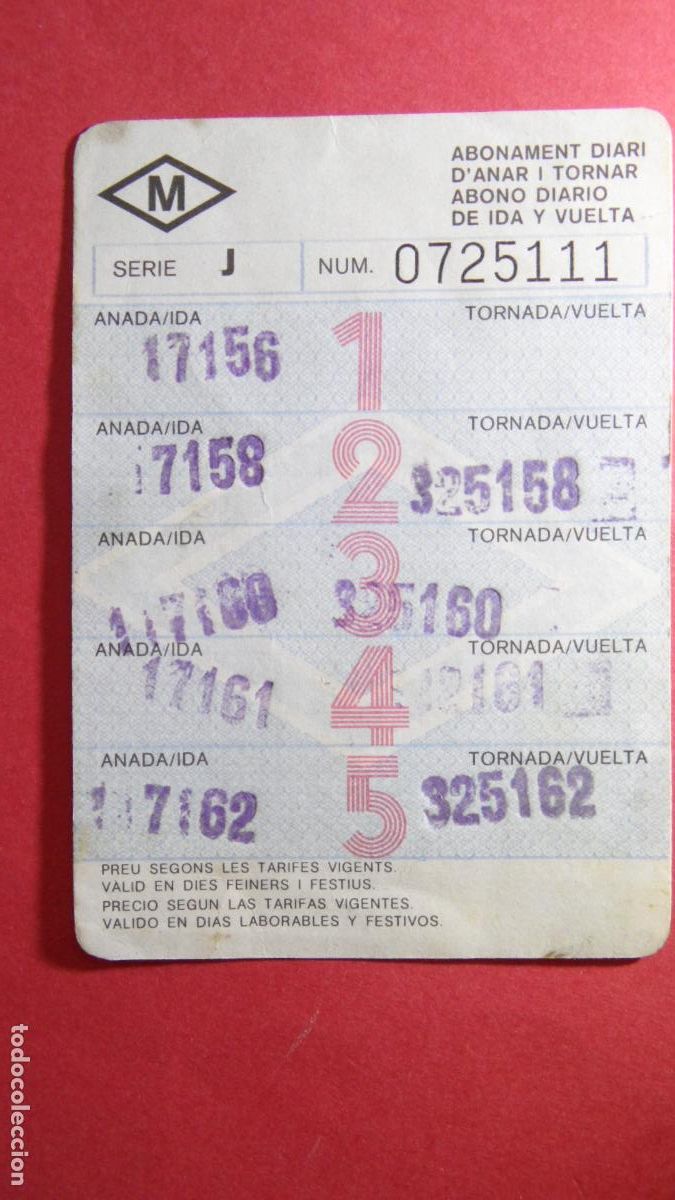 M
ABONAMENT DIARI
D'ANAR I TORNAR
ABONO DIARIO
DE IDA Y VUELTA
SERIE J NUM. 0725111
ANADA/IDA 1 TORNADA/VUELTA
17156
ANADA/IDA 2 TORNADA/VUELTA
17158 325158
ANADA/IDA 3 TORNADA/VUELTA
325160
ANADA/IDA 4 TORNADA/VUELTA
17161
ANADA/IDA 5 TORNADA/VUELTA
7162 325162
PREU SEGONS LES TARIFES VIGENTS.
VALID EN DIES FEINERS I FESTIUS.
PRECIO SEGUN LAS TARIFAS VIGENTES.
VALIDO EN DIAS LABORABLES Y FESTIVOS.
todocoleccion